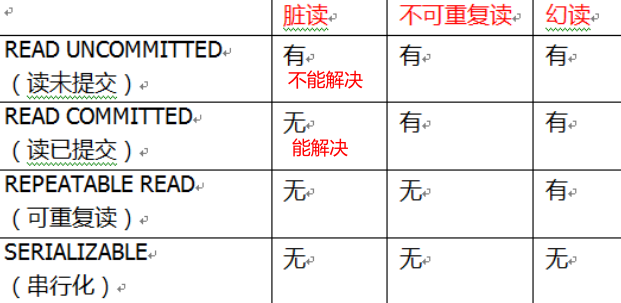 脏读 不可重复读 幻读
READ UNCOMMITTED 有 有 有
（读未提交） 不能解决
READ COMMITTED 无 有 有
（读已提交） 能解决
REPEATABLE READ 无 无 有
（可重复读）
SERIALIZABLE 无 无 无
（串行化）